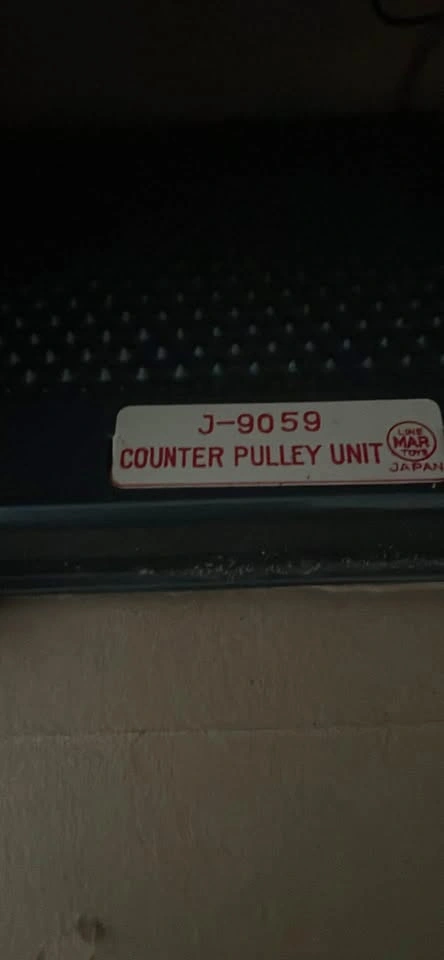 J-9059
COUNTER PULLEY UNIT
LINE
MAR
TOYS
JAPAN